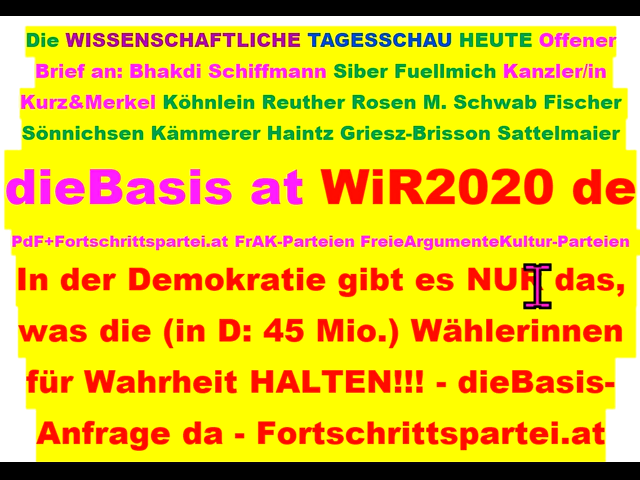 Die WISSENSCHAFTLICHE TAGESSCHAU HEUTE Offener
Brief an: Bhakdi Schiffmann Siber Fuellmich Kanzler/in
Kurz&Merkel Köhnlein Reuther Rosen M. Schwab Fischer
Sönnichsen Kämmerer Haintz Griesz-Brisson Sattelmaier
dieBasis at WiR2020 de
PdF+Fortschrittspartei.at FrAK-Parteien FreieArgumenteKultur-Parteien
In der Demokratie gibt es NUR das,
was die (in D: 45 Mio.) Wählerinnen
für Wahrheit HALTEN!!! - dieBasis-
Anfrage da - Fortschrittspartei.at